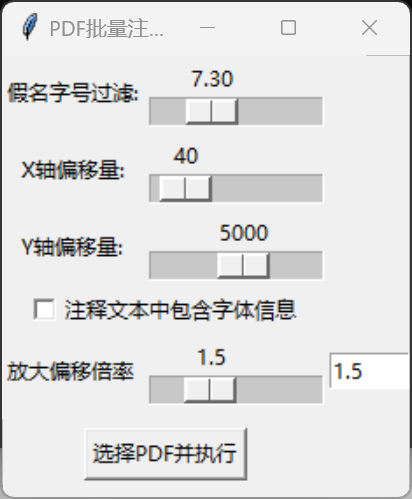 PDF批量注...
假名字号过滤:
7.30
X轴偏移量:
40
Y轴偏移量:
5000
注释文本中包含字体信息
放大偏移倍率
1.5
1.5
选择PDF并执行